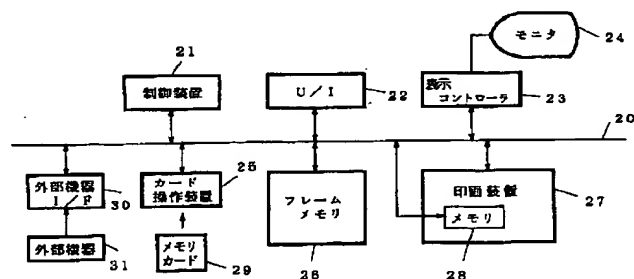 モニタ
24
21
制御装置
U/I
22
表示
コントローラ
23
20
外部機器
I/F
30
カード
操作装置
25
フレーム
メモリ
26
印画装置
メモリ
27
28
外部機器
31
メモリ
カード
29